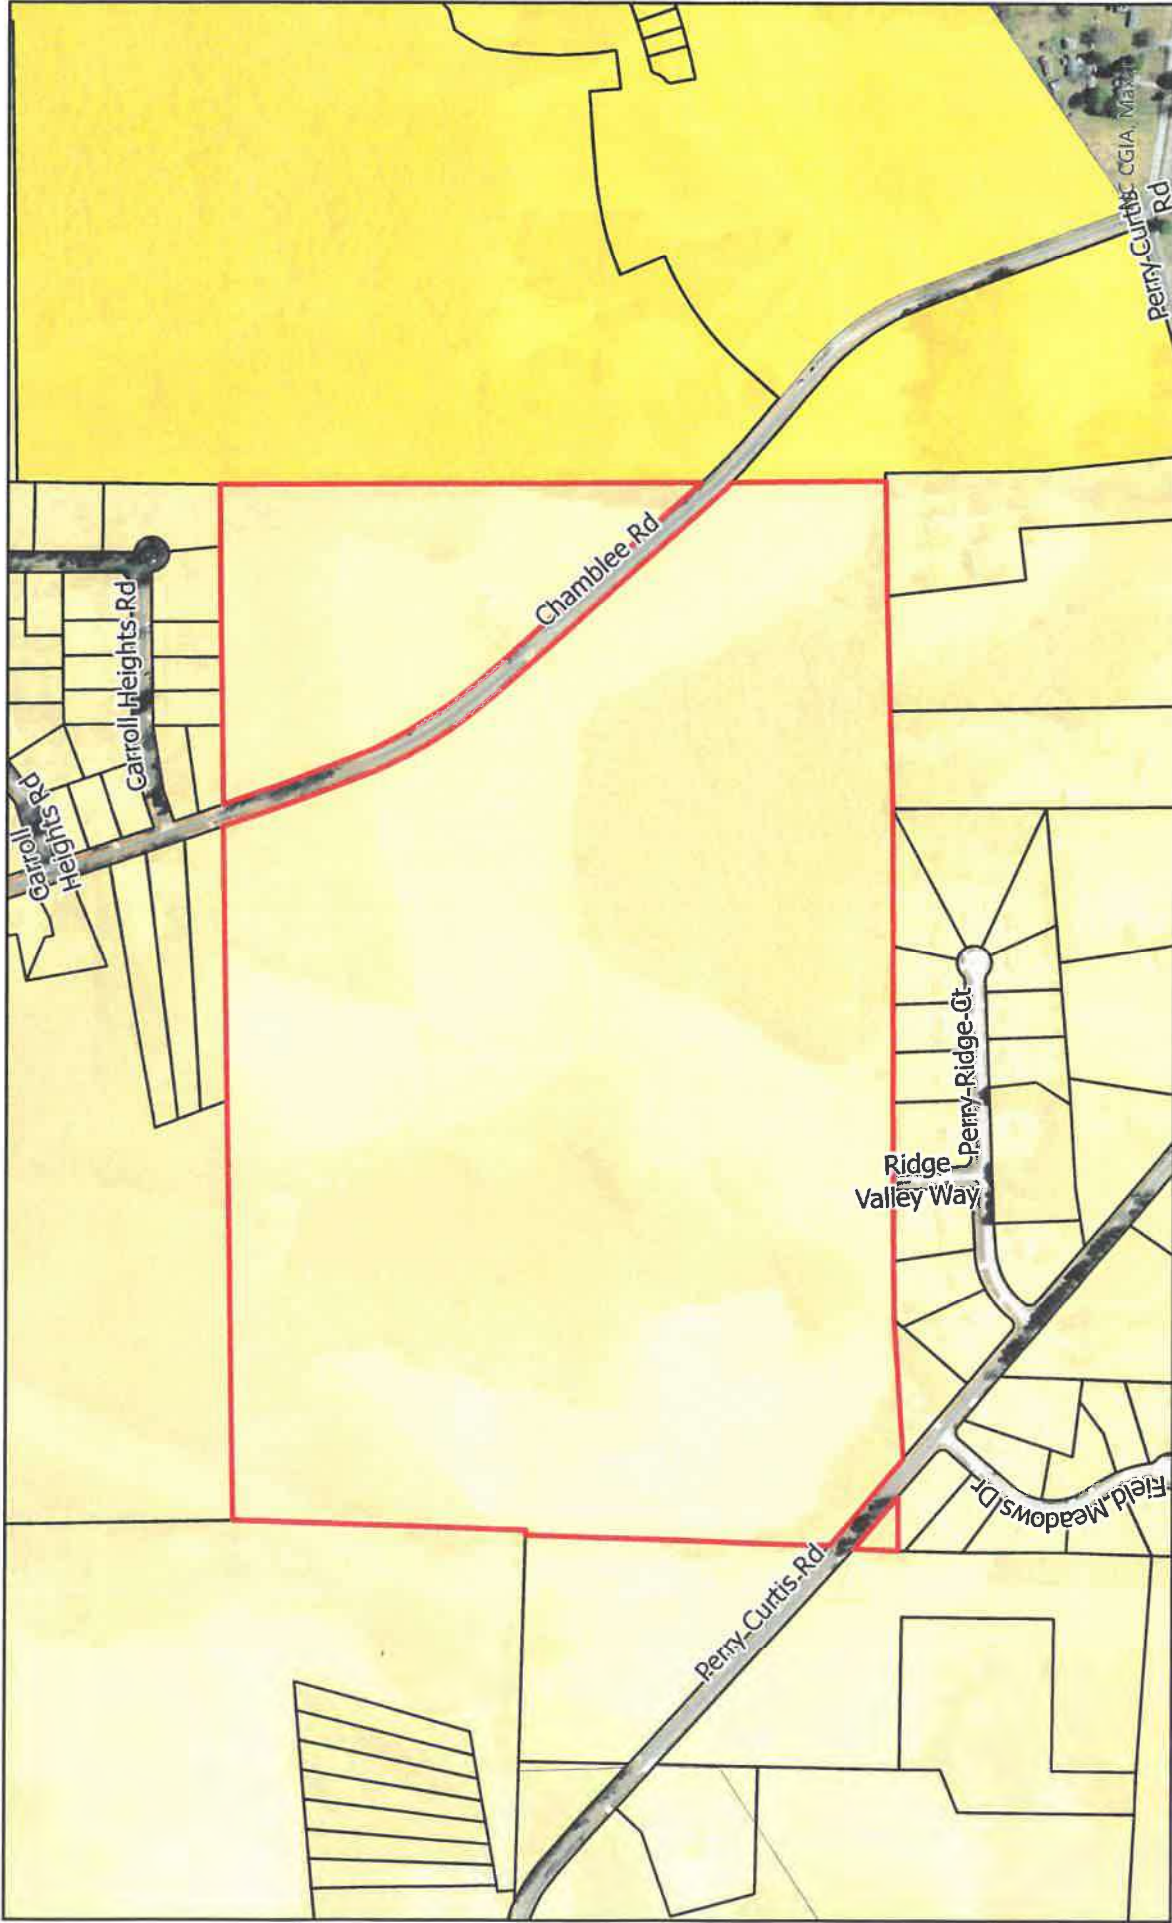 NC CGIA, Maxar
Perry-Curtis
Rd
Chamblee Rd
Carroll Heights Rd
Carroll
Heights Rd
Perry-Ridge-Ct
Ridge
Valley Way
Field Meadows Dr
Perry-Curtis Rd